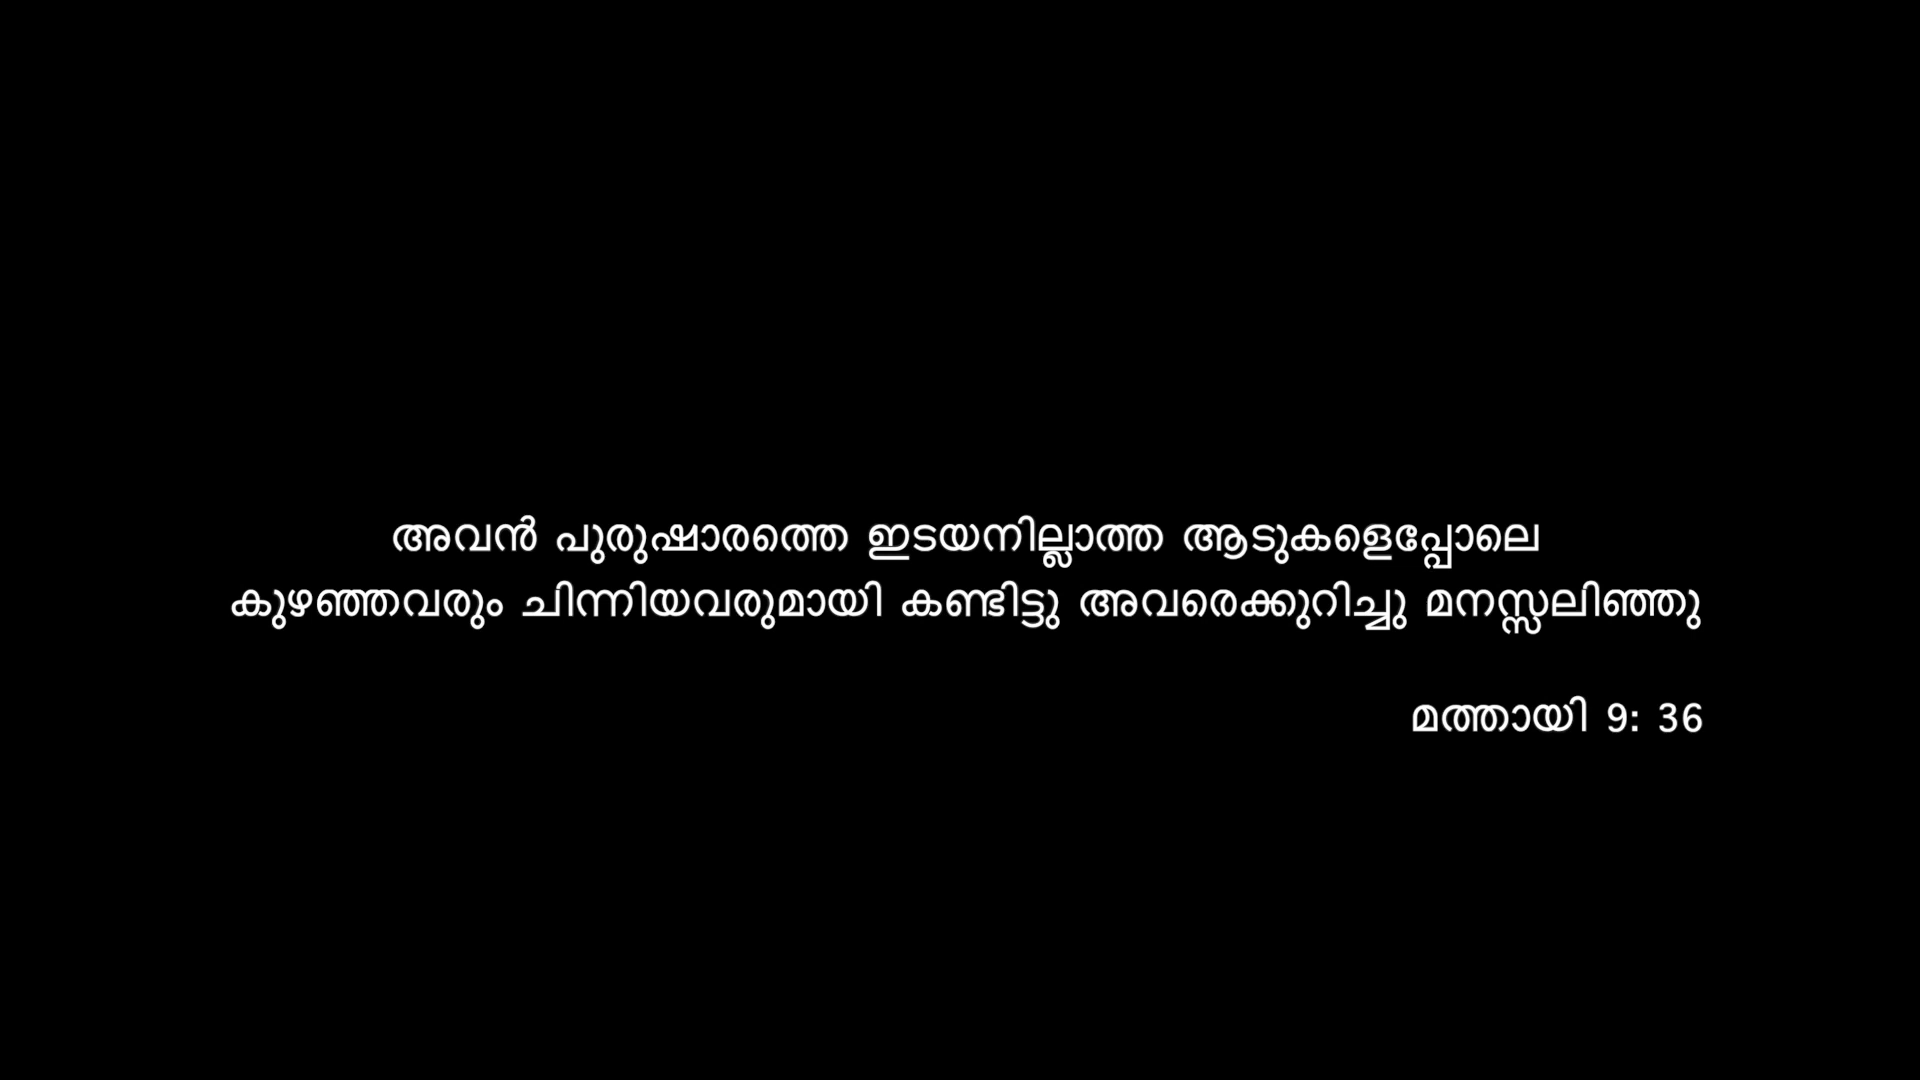 അവൻ പുരുഷാരത്തെ ഇടയനില്ലാത്ത ആടുകളെപ്പോലെ
കുഴഞ്ഞവരും ചിന്നിയവരുമായി കണ്ടിട്ടു അവരെക്കുറിച്ചു മനസ്സലിഞ്ഞു
മത്തായി 9: 36